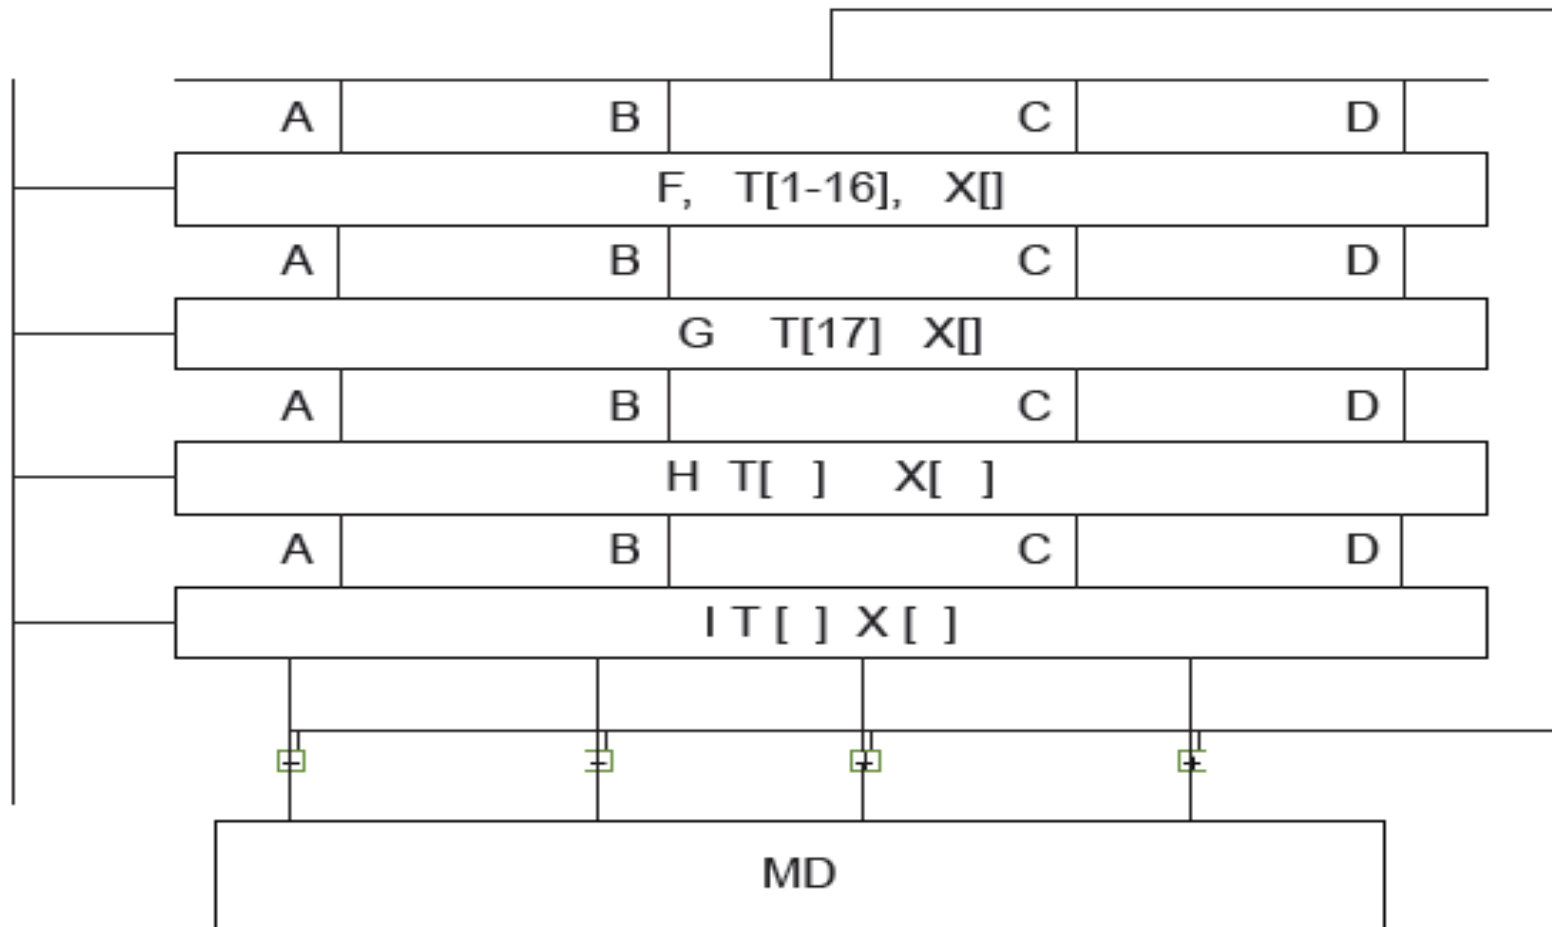 A B C D
F, T[1-16], X[]
A B C D
G T[17] X[]
A B C D
H T[ ] X[ ]
A B C D
I T [ ] X [ ]
+ + + +
MD